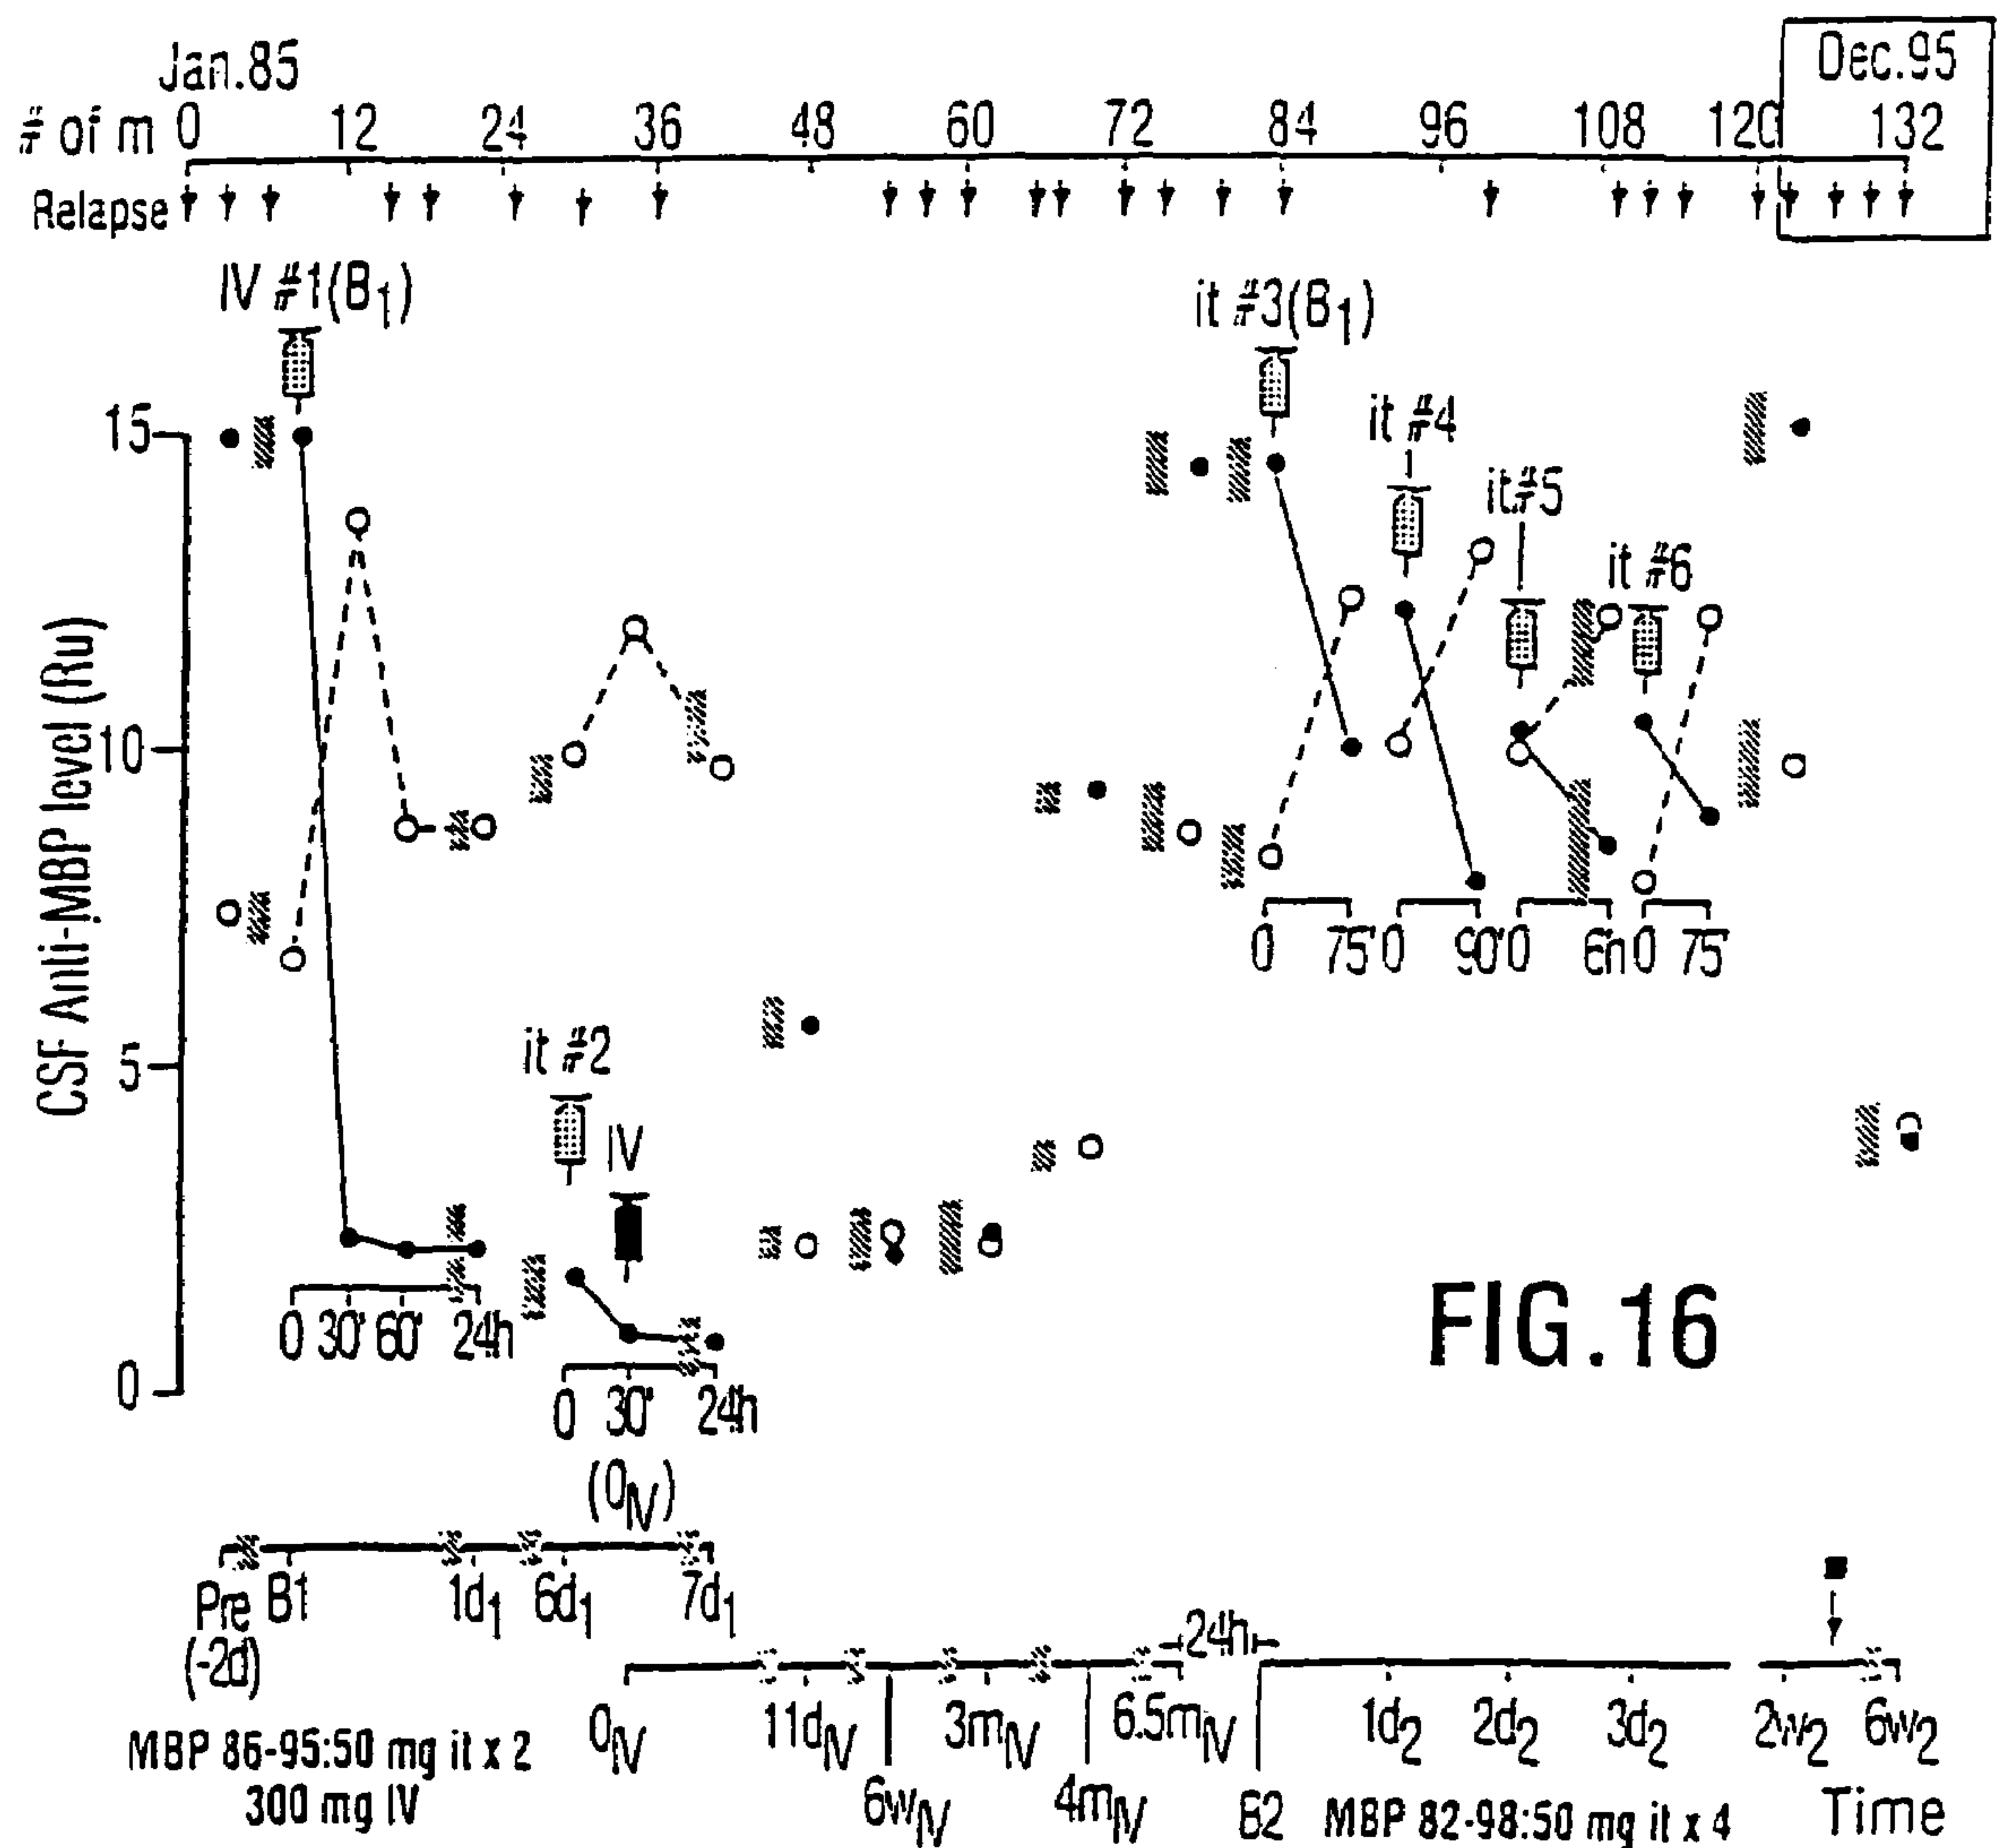 Jan.85
Dec.95
# of m 0 12 24 36 48 60 72 84 96 108 120 132
Relapse
IV #1(B1)
it #3(B1)
it #4
it#5
it #6
CSF Anti-MBP level (Ru)
15
10
5
0
0 75' 0 90' 0 6h 0 75'
it #2
IV
0 30' 60' 24h
0 30' 24h
(0IV)
FIG.16
Pre B1 1d1 6d1 7d1
(-2d)
24h
0IV 11dIV 3mIV 6.5mIV 1d2 2d2 3d2 2w2 6w2
6wIV 4mIV B2
MBP 86-95:50 mg it x 2
300 mg IV
MBP 82-98:50 mg it x 4
Time